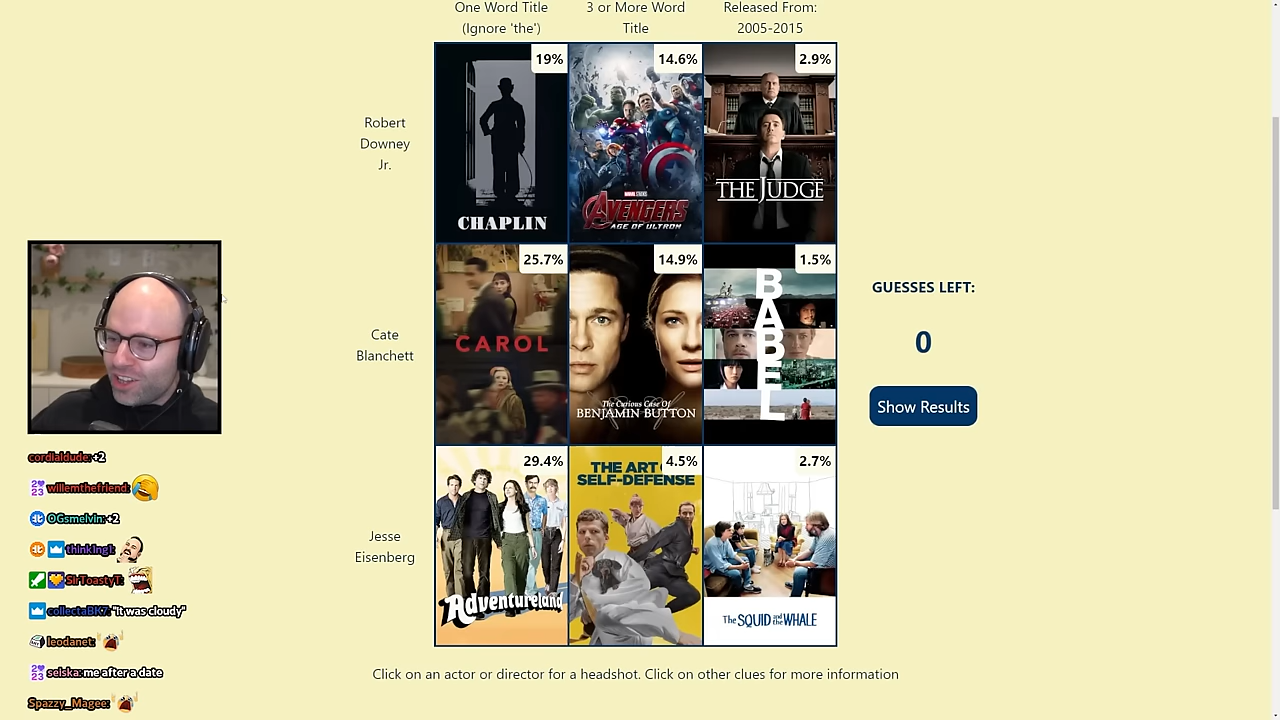 One Word Title
(Ignore 'the')
3 or More Word
Title
Released From:
2005-2015
Robert
Downey
Jr.
19%
CHAPLIN
14.6%
MARVEL STUDIOS
AVENGERS
AGE OF ULTRON
2.9%
THE JUDGE
Cate
Blanchett
25.7%
CAROL
14.9%
The Curious Case Of
BENJAMIN BUTTON
1.5%
BABEL
GUESSES LEFT:
0
Show Results
Jesse
Eisenberg
29.4%
Adventureland
4.5%
THE ART
SELF-DEFENSE
2.7%
The SQUID and the WHALE
Click on an actor or director for a headshot. Click on other clues for more information
cordialdude: +2
willemthefriend:
OGsmelvin: +2
thinking1:
SirToastyT:
collectaBK7: "it was cloudy"
leodanet:
selska: me after a date
Spazzy_Magee: